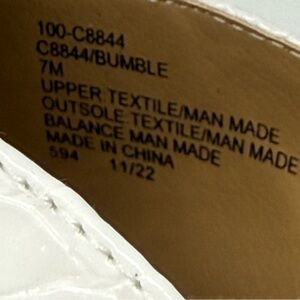 100-C8844
C8844/BUMBLE
7M
UPPER:TEXTILE/MAN MADE
OUTSOLE:TEXTILE/MAN MADE
BALANCE MAN MADE
MADE IN CHINA
594 11/22